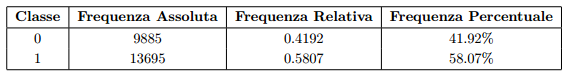 Classe Frequenza Assoluta Frequenza Relativa Frequenza Percentuale
0 9885 0.4192 41.92%
1 13695 0.5807 58.07%